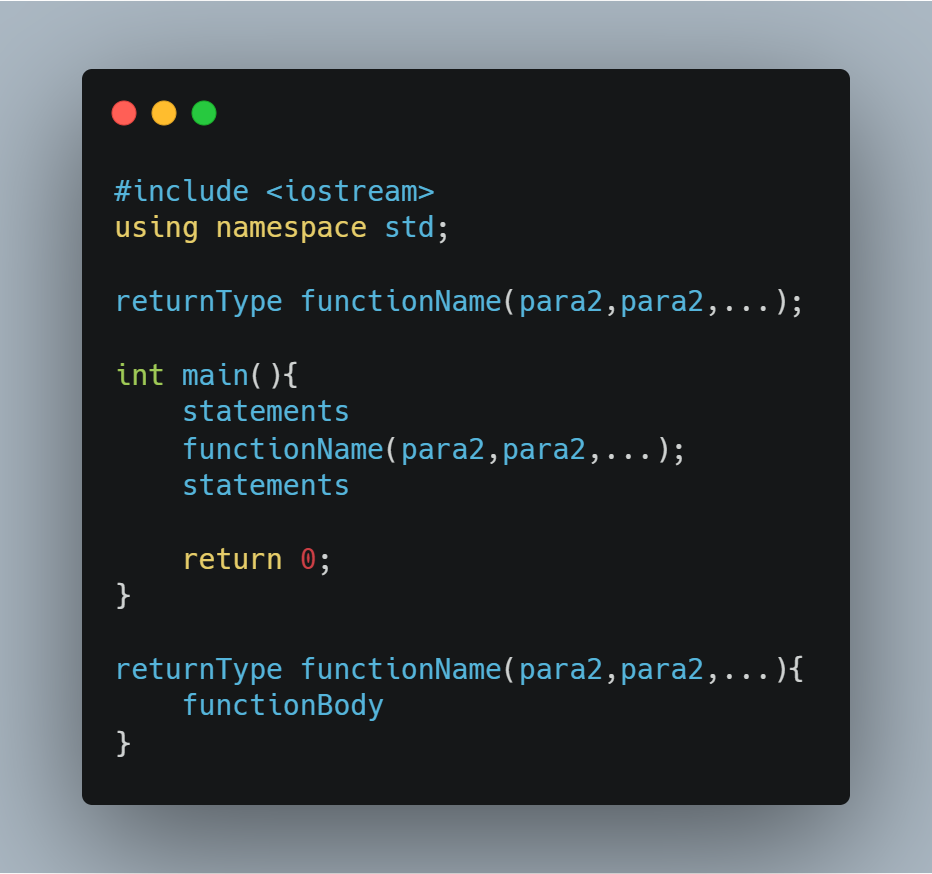 #include <iostream>
using namespace std;
returnType functionName(para2,para2,...);
int main(){
    statements
    functionName(para2,para2,...);
    statements
    return 0;
}
returnType functionName(para2,para2,...){
    functionBody
}